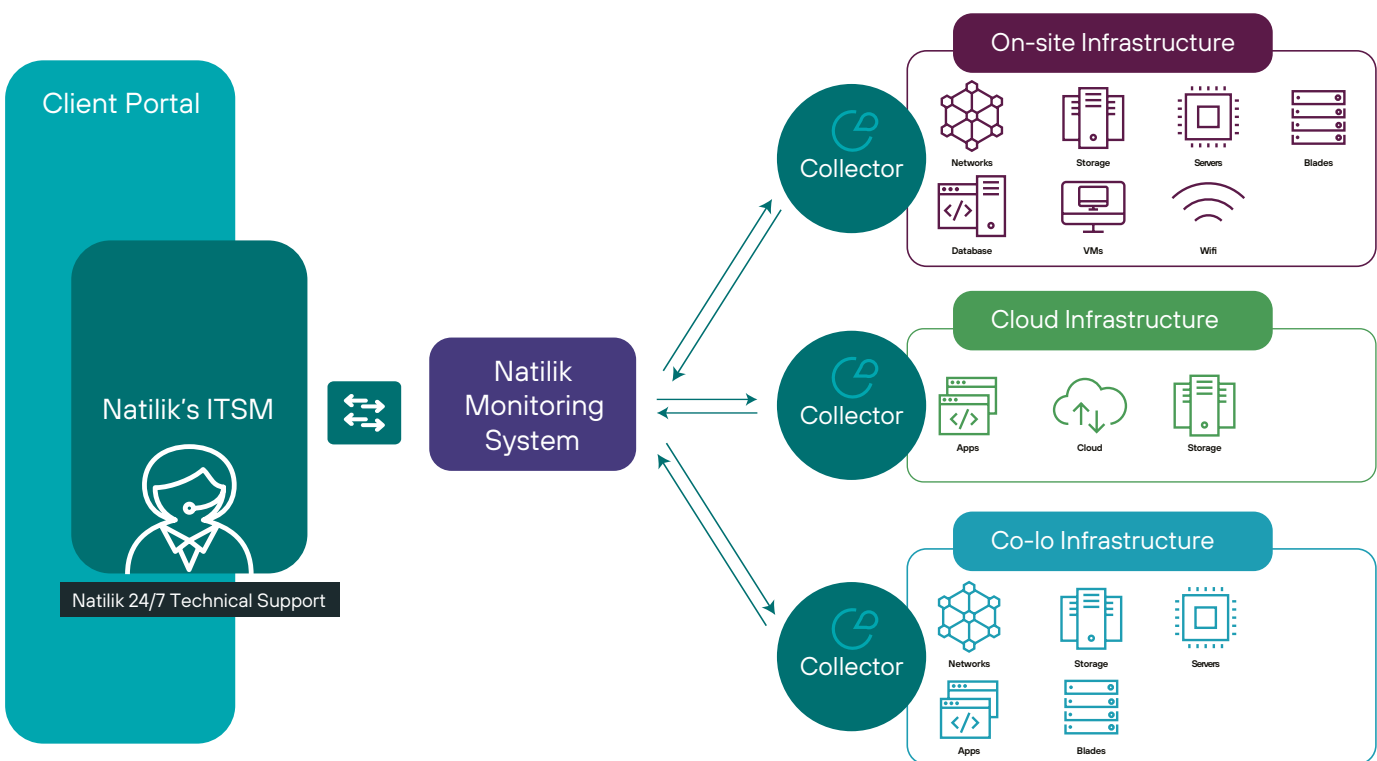 Client Portal
Natilik's ITSM
Natilik 24/7 Technical Support
Natilik
Monitoring
System
Collector
On-site Infrastructure
Networks
Storage
Servers
Blades
Database
VMs
Wifi
Collector
Cloud Infrastructure
Apps
Cloud
Storage
Collector
Co-lo Infrastructure
Networks
Storage
Servers
Apps
Blades